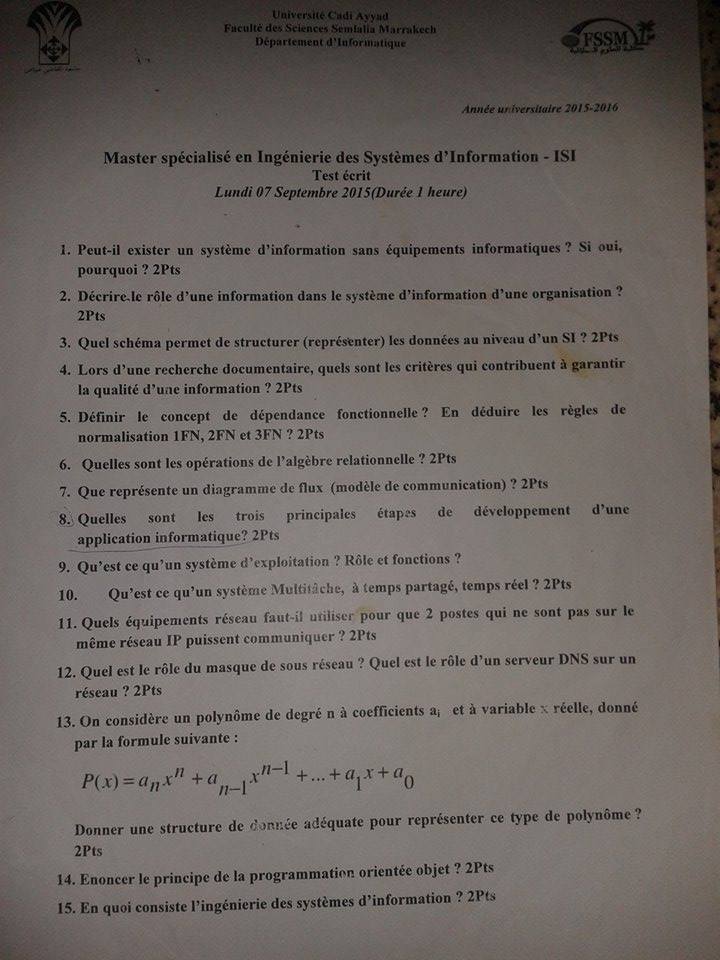 Université Cadi Ayyad
Faculté des Sciences Semlalia Marrakech
Département d'Informatique
FSSM
Année universitaire 2015-2016
Master spécialisé en Ingénierie des Systèmes d'Information - ISI
Test écrit
Lundi 07 Septembre 2015(Durée 1 heure)
1. Peut-il exister un système d'information sans équipements informatiques ? Si oui,
pourquoi ? 2Pts
2. Décrire le rôle d'une information dans le système d'information d'une organisation ?
2Pts
3. Quel schéma permet de structurer (représenter) les données au niveau d'un SI ? 2Pts
4. Lors d'une recherche documentaire, quels sont les critères qui contribuent à garantir
la qualité d'une information ? 2Pts
5. Définir le concept de dépendance fonctionnelle ? En déduire les règles de
normalisation 1FN, 2FN et 3FN ? 2Pts
6. Quelles sont les opérations de l'algèbre relationnelle ? 2Pts
7. Que représente un diagramme de flux (modèle de communication) ? 2Pts
8. Quelles sont les trois principales étapes de développement d'une
application informatique? 2Pts
9. Qu'est ce qu'un système d'exploitation ? Rôle et fonctions ?
10. Qu'est ce qu'un système Multitâche, à temps partagé, temps réel ? 2Pts
11. Quels équipements réseau faut-il utiliser pour que 2 postes qui ne sont pas sur le
même réseau IP puissent communiquer ? 2Pts
12. Quel est le rôle du masque de sous réseau ? Quel est le rôle d'un serveur DNS sur un
réseau ? 2Pts
13. On considère un polynôme de degré n à coefficients aᵢ et à variable x réelle, donné
par la formule suivante :
P(x) = aₙxⁿ + aₙ₋₁xⁿ⁻¹ + ... + a₁x + a₀
Donner une structure de donnée adéquate pour représenter ce type de polynôme ?
2Pts
14. Enoncer le principe de la programmation orientée objet ? 2Pts
15. En quoi consiste l'ingénierie des systèmes d'information ? 2Pts